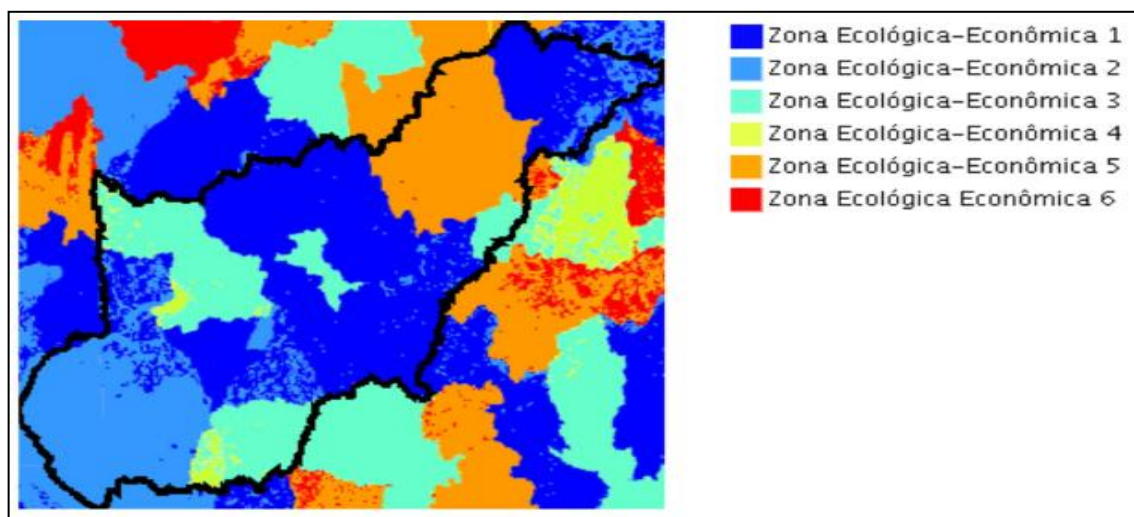 Zona Ecológica-Econômica 1
Zona Ecológica-Econômica 2
Zona Ecológica-Econômica 3
Zona Ecológica-Econômica 4
Zona Ecológica-Econômica 5
Zona Ecológica Econômica 6